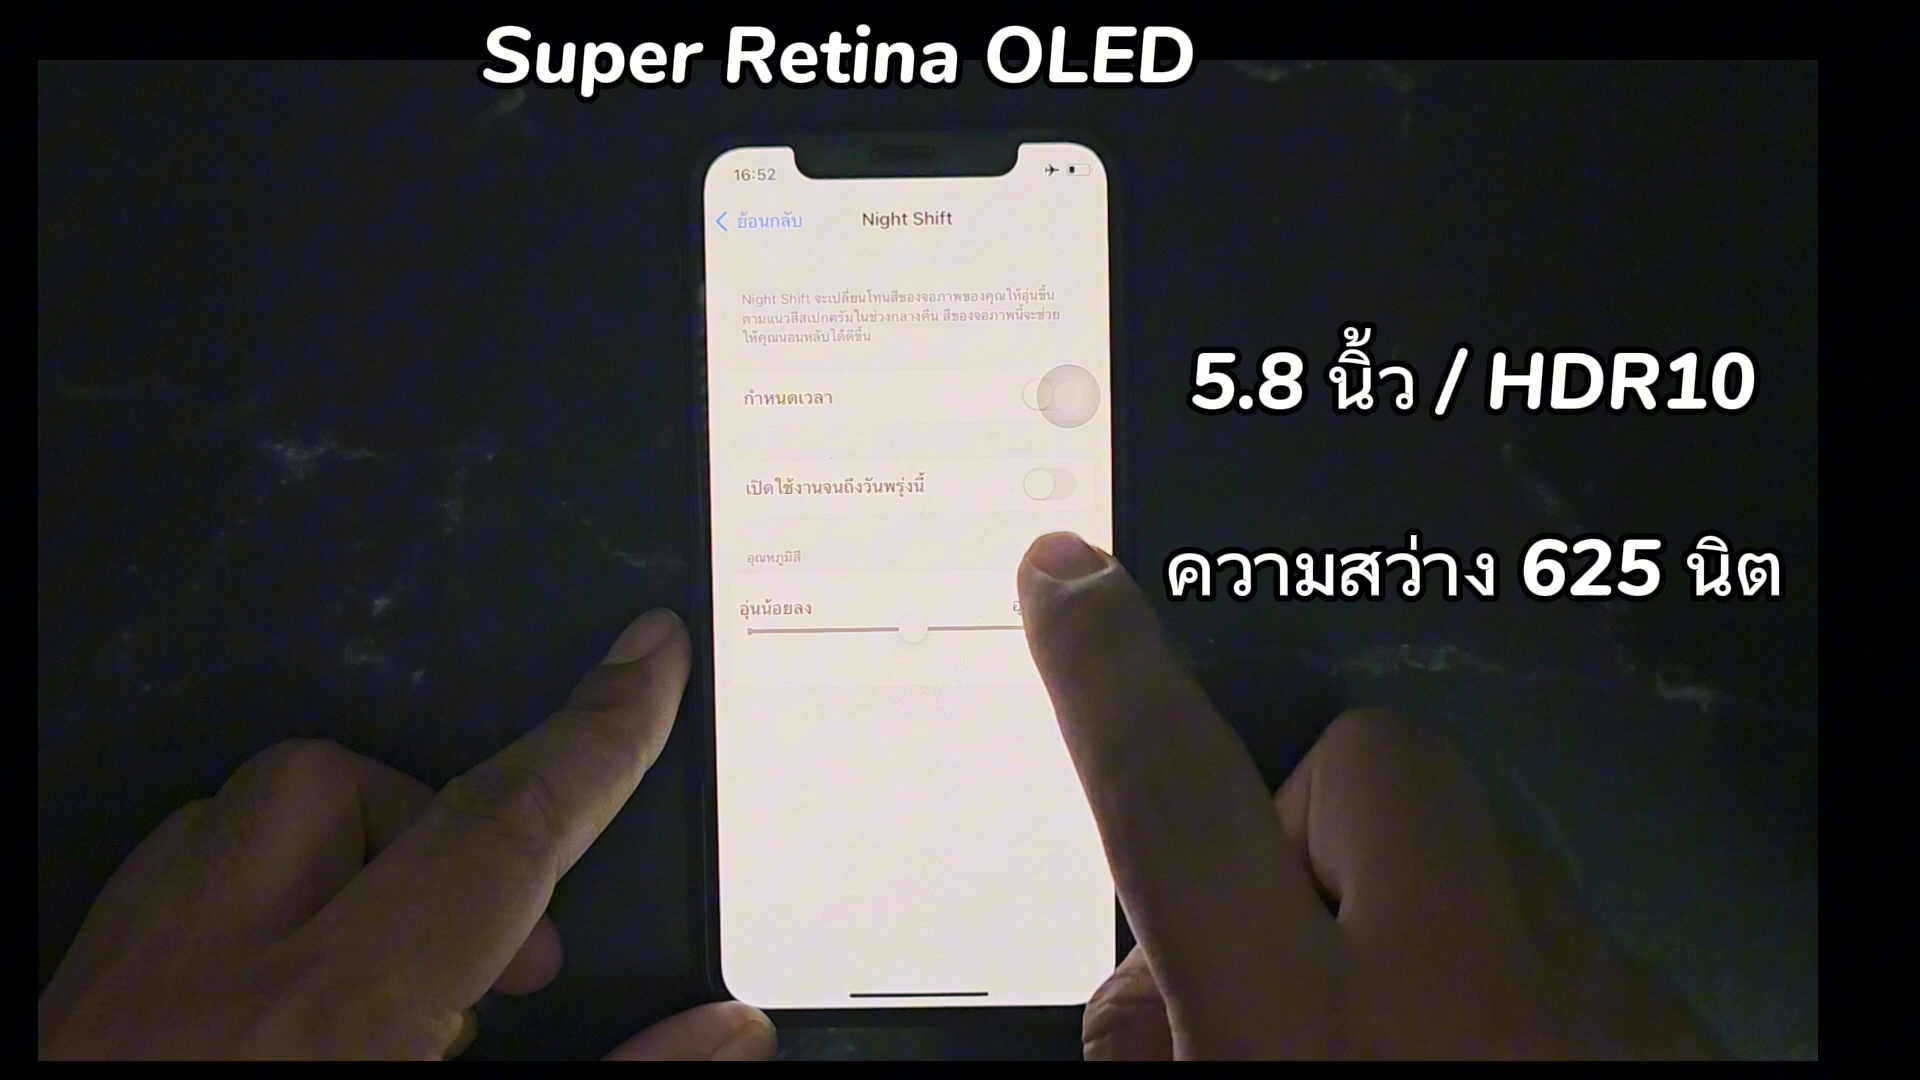 Super Retina OLED
16:52
ย้อนกลับ
Night Shift
Night Shift จะเปลี่ยนโทนสีของจอภาพของคุณให้อุ่นขึ้น
ตามแนวสีสเปกตรัมในช่วงกลางคืน สีของจอภาพนี้จะช่วย
ให้คุณนอนหลับได้ดีขึ้น
กำหนดเวลา
เปิดใช้งานจนถึงวันพรุ่งนี้
อุณหภูมิสี
อุ่นน้อยลง
5.8 นิ้ว / HDR10
ความสว่าง 625 นิต